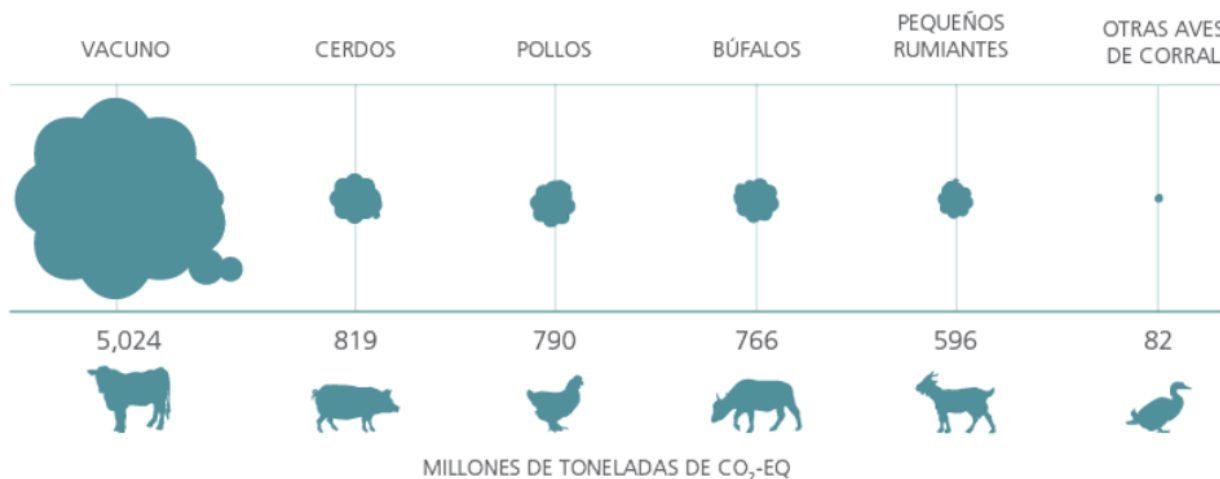 VACUNO
CERDOS
POLLOS
BÚFALOS
PEQUEÑOS
RUMIANTES
OTRAS AVES
DE CORRAL
5,024
819
790
766
596
82
MILLONES DE TONELADAS DE CO₂-EQ